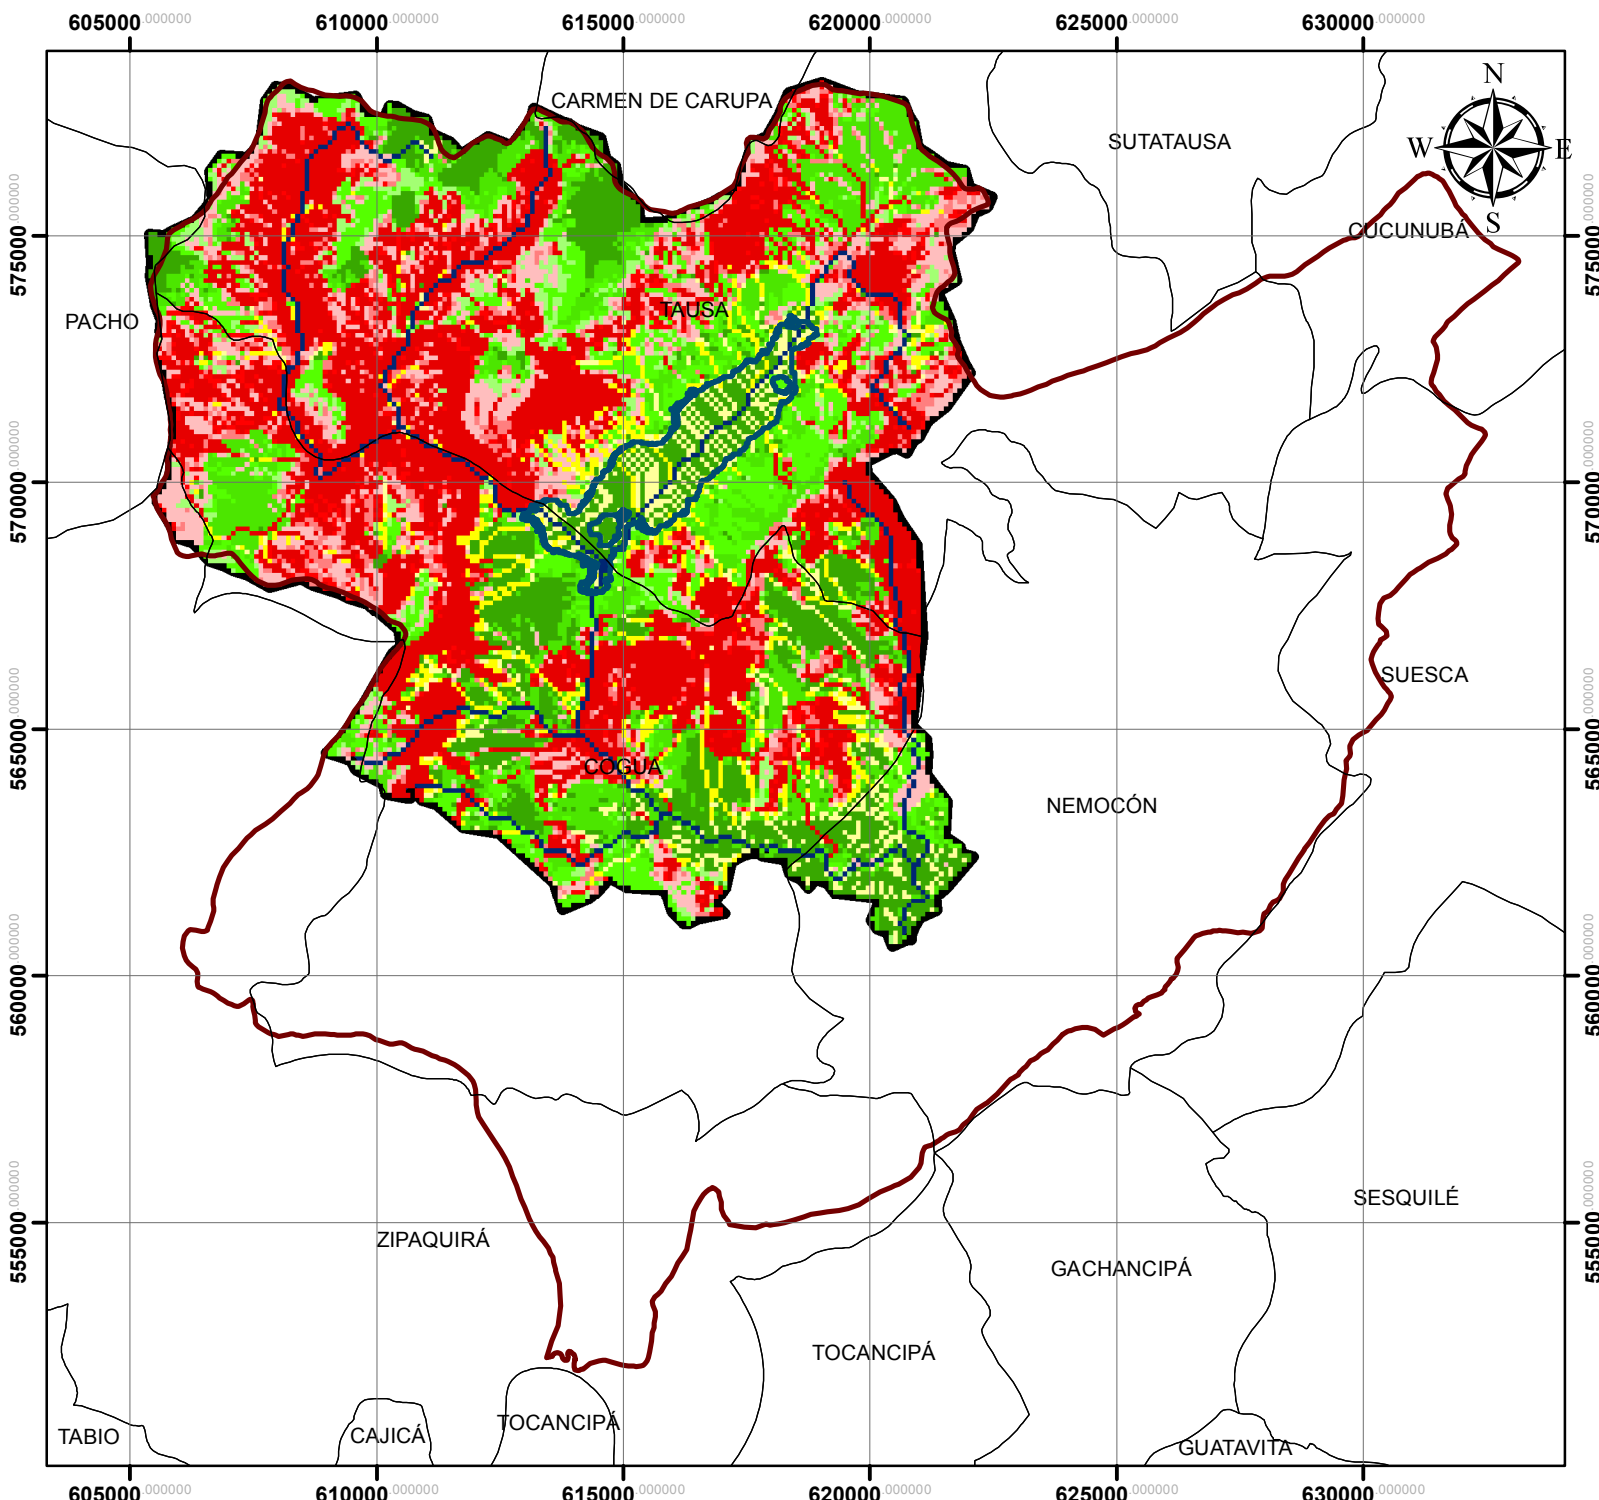 605000.000000 610000.000000 615000.000000 620000.000000 625000.000000 630000.000000
N
CARMEN DE CARUPA
SUTATAUSA
W E
S
CUCUNUBÁ
575000.000000 575000.000000
TAUSA
PACHO
570000.000000 570000.000000
SUESCA
565000.000000 565000.000000
COGUA
NEMOCÓN
560000.000000 560000.000000
SESQUILÉ
555000.000000 555000.000000
ZIPAQUIRÁ
GACHANCIPÁ
TOCANCIPÁ
TOCANCIPÁ
TABIO
CAJICÁ
GUATAVITA
605000.000000 610000.000000 615000.000000 620000.000000 625000.000000 630000.000000